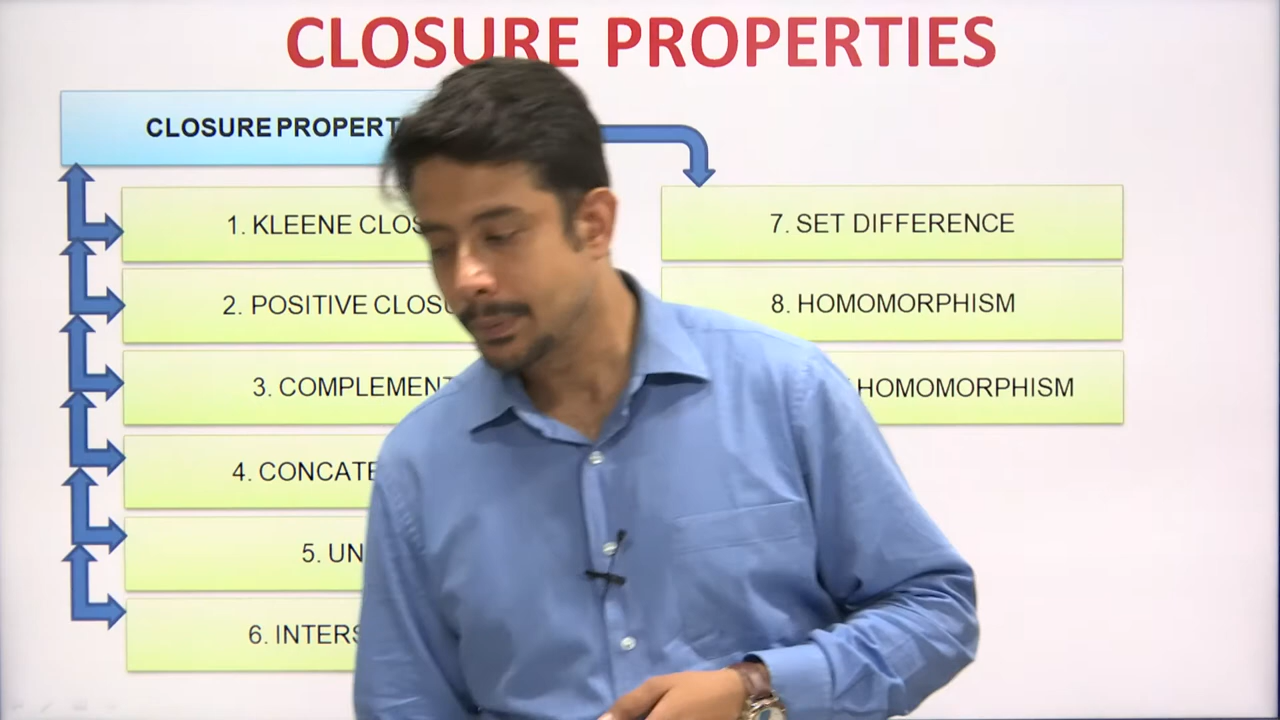 CLOSURE PROPERTIES
CLOSURE PROPERT
1. KLEENE CLOS
2. POSITIVE CLOSU
3. COMPLEMENT
4. CONCATE
5. UN
6. INTERS
7. SET DIFFERENCE
8. HOMOMORPHISM
HOMOMORPHISM